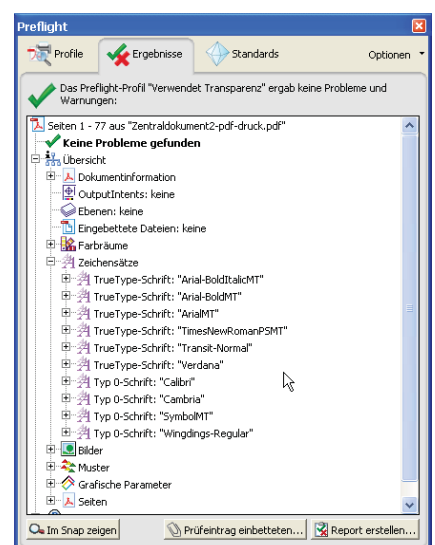 Preflight
Profile Ergebnisse Standards Optionen
Das Preflight-Profil "Verwendet Transparenz" ergab keine Probleme und
Warnungen:
Seiten 1 - 77 aus "Zentraldokument2-pdf-druck.pdf"
Keine Probleme gefunden
Übersicht
Dokumentinformation
OutputIntents: keine
Ebenen: keine
Eingebettete Dateien: keine
Farbräume
Zeichensätze
TrueType-Schrift: "Arial-BoldItalicMT"
TrueType-Schrift: "Arial-BoldMT"
TrueType-Schrift: "ArialMT"
TrueType-Schrift: "TimesNewRomanPSMT"
TrueType-Schrift: "Transit-Normal"
TrueType-Schrift: "Verdana"
Typ 0-Schrift: "Calibri"
Typ 0-Schrift: "Cambria"
Typ 0-Schrift: "SymbolMT"
Typ 0-Schrift: "Wingdings-Regular"
Bilder
Muster
Grafische Parameter
Seiten
Im Snap zeigen Prüfeintrag einbetteten... Report erstellen...